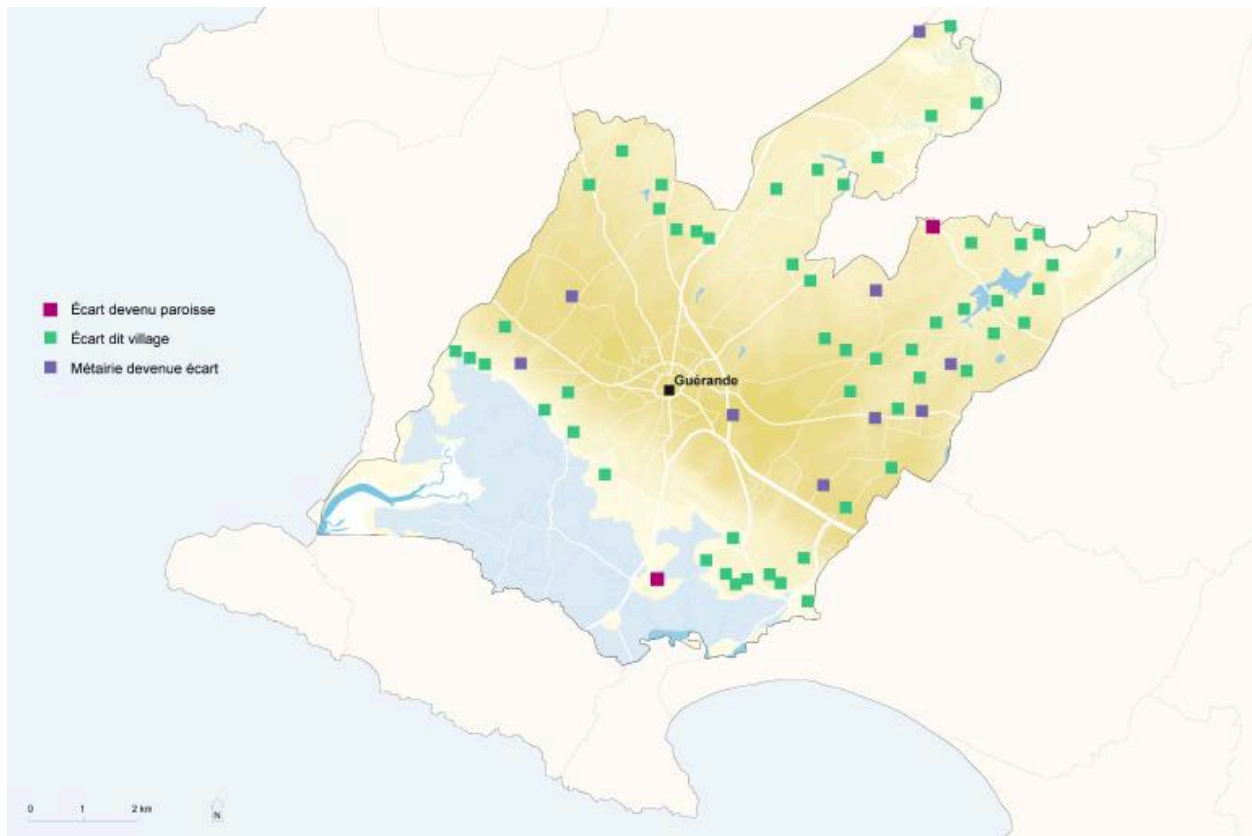 Écart devenu paroisse
Écart dit village
Métairie devenue écart
Guérande
0 1 2 km
N